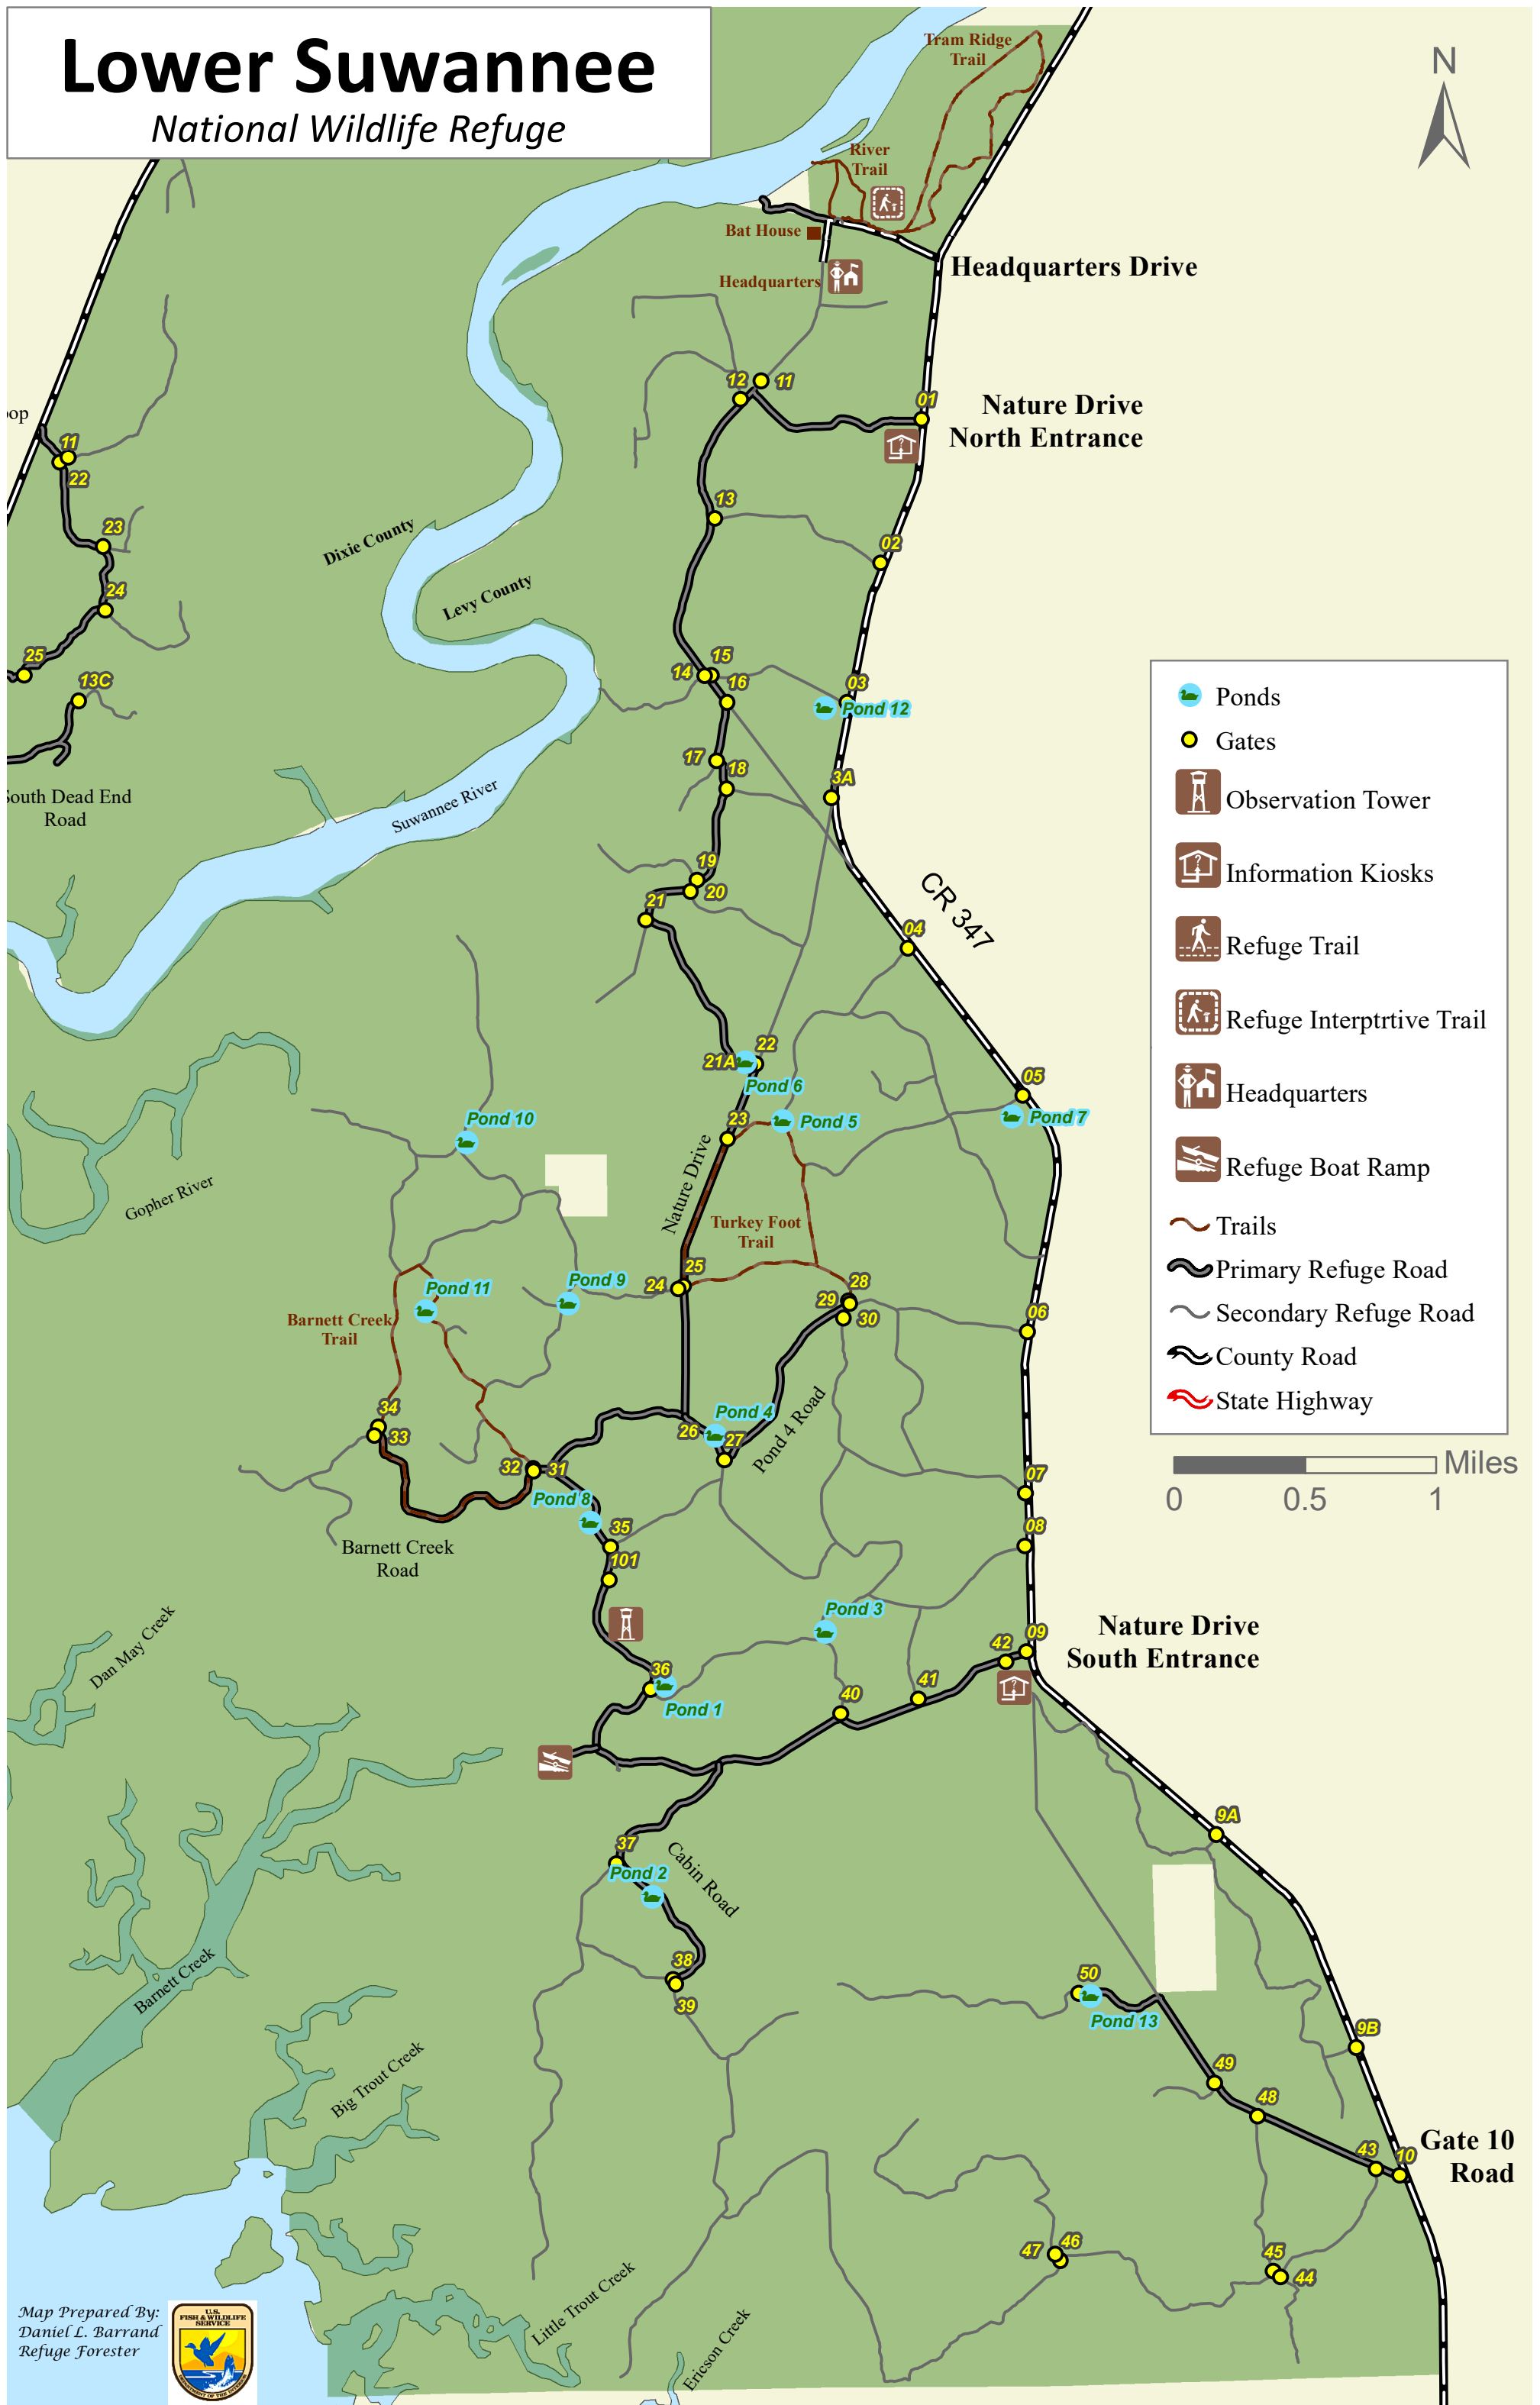 Lower Suwannee
National Wildlife Refuge
N
Tram Ridge
Trail
River
Trail
Bat House
Headquarters
Headquarters Drive
12
11
01
Nature Drive
North Entrance
oop
11
22
23
24
25
13C
South Dead End
Road
Dixie County
Levy County
Suwannee River
13
02
14
15
16
03
Pond 12
17
18
3A
19
20
21
CR 347
04
21A
22
Pond 6
05
Pond 7
23
Pond 5
Pond 10
Gopher River
Nature Drive
Turkey Foot
Trail
24
25
Pond 9
Pond 11
Barnett Creek
Trail
28
29
30
06
34
33
26
Pond 4
27
Pond 4 Road
32
31
Pond 8
07
08
35
101
Barnett Creek
Road
Dan May Creek
Pond 3
36
Pond 1
40
41
42
09
Nature Drive
South Entrance
37
Pond 2
Cabin Road
38
39
9A
Barnett Creek
Big Trout Creek
50
Pond 13
9B
49
48
43
10
Gate 10
Road
47
46
45
44
Little Trout Creek
Ericson Creek
Ponds
Gates
Observation Tower
Information Kiosks
Refuge Trail
Refuge Interptrtive Trail
Headquarters
Refuge Boat Ramp
Trails
Primary Refuge Road
Secondary Refuge Road
County Road
State Highway
Miles
0 0.5 1
Map Prepared By:
Daniel L. Barrand
Refuge Forester
U.S.
FISH & WILDLIFE
SERVICE
DEPARTMENT OF THE INTERIOR